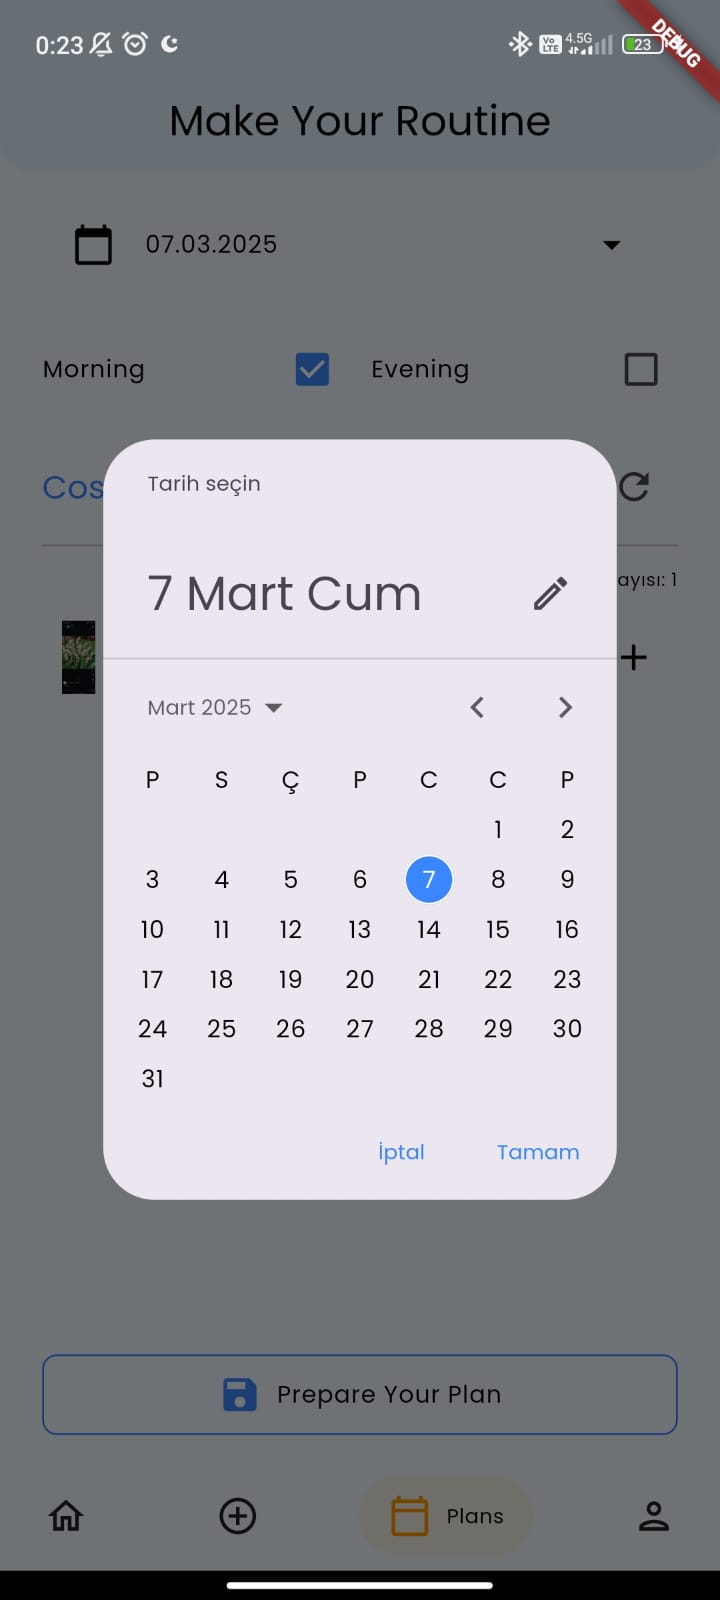 0:23
Vo LTE 4.5G 23
DEBUG
Make Your Routine
07.03.2025
Morning Evening
Cos
Tarih seçin
ayısı: 1
7 Mart Cum
Mart 2025
P S Ç P C C P
1 2
3 4 5 6 7 8 9
10 11 12 13 14 15 16
17 18 19 20 21 22 23
24 25 26 27 28 29 30
31
İptal Tamam
Prepare Your Plan
Plans